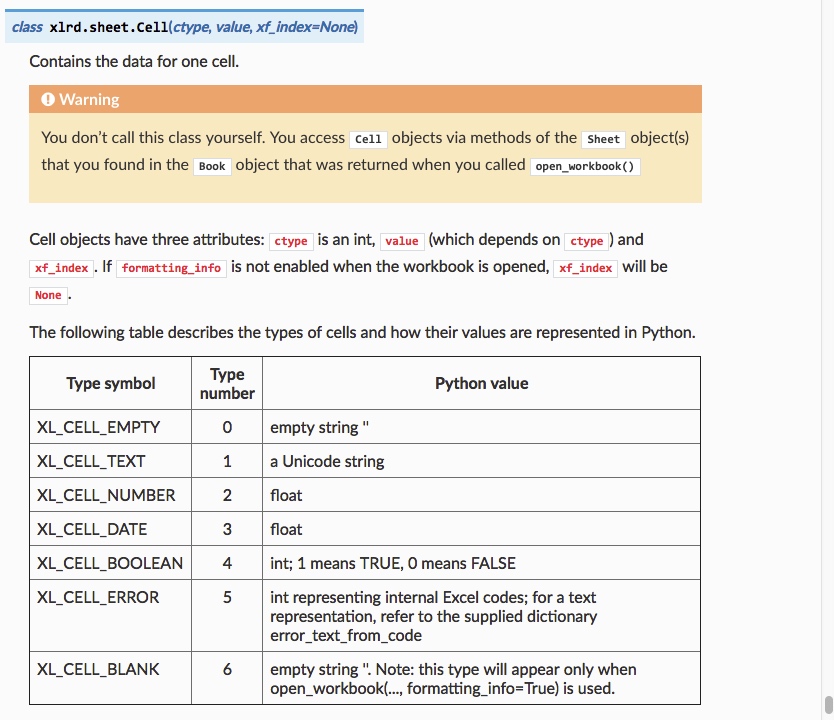 class xlrd.sheet.Cell(ctype, value, xf_index=None)
Contains the data for one cell.
Warning
You don’t call this class yourself. You access Cell objects via methods of the Sheet object(s)
that you found in the Book object that was returned when you called open_workbook()
Cell objects have three attributes: ctype is an int, value (which depends on ctype ) and
xf_index . If formatting_info is not enabled when the workbook is opened, xf_index will be
None .
The following table describes the types of cells and how their values are represented in Python.
Type symbol Type number Python value
XL_CELL_EMPTY 0 empty string ''
XL_CELL_TEXT 1 a Unicode string
XL_CELL_NUMBER 2 float
XL_CELL_DATE 3 float
XL_CELL_BOOLEAN 4 int; 1 means TRUE, 0 means FALSE
XL_CELL_ERROR 5 int representing internal Excel codes; for a text
representation, refer to the supplied dictionary
error_text_from_code
XL_CELL_BLANK 6 empty string ''. Note: this type will appear only when
open_workbook(..., formatting_info=True) is used.